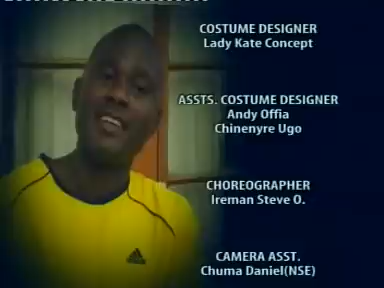 COSTUME DESIGNER
Lady Kate Concept
ASSTS. COSTUME DESIGNER
Andy Offia
Chinenyre Ugo
CHOREOGRAPHER
Ireman Steve O.
CAMERA ASST.
Chuma Daniel(NSE)